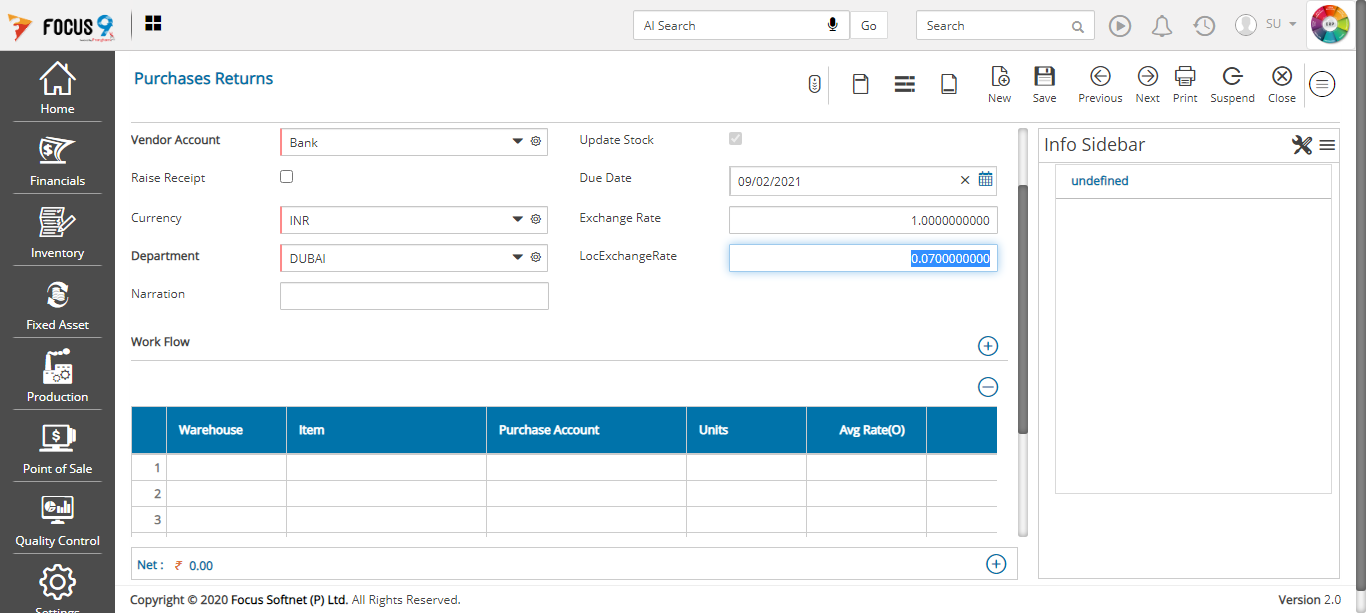 FOCUS 9
AI Search
Go
Search
SU
ERP
Home
Financials
Inventory
Fixed Asset
Production
Point of Sale
Quality Control
Settings
Purchases Returns
New
Save
Previous
Next
Print
Suspend
Close
Vendor Account
Bank
Update Stock
Raise Receipt
Due Date
09/02/2021
Currency
INR
Exchange Rate
1.0000000000
Department
DUBAI
LocExchangeRate
0.0700000000
Narration
Work Flow
Warehouse Item Purchase Account Units Avg Rate(O)
1
2
3
Net : ₹ 0.00
Info Sidebar
undefined
Copyright © 2020 Focus Softnet (P) Ltd. All Rights Reserved.
Version 2.0